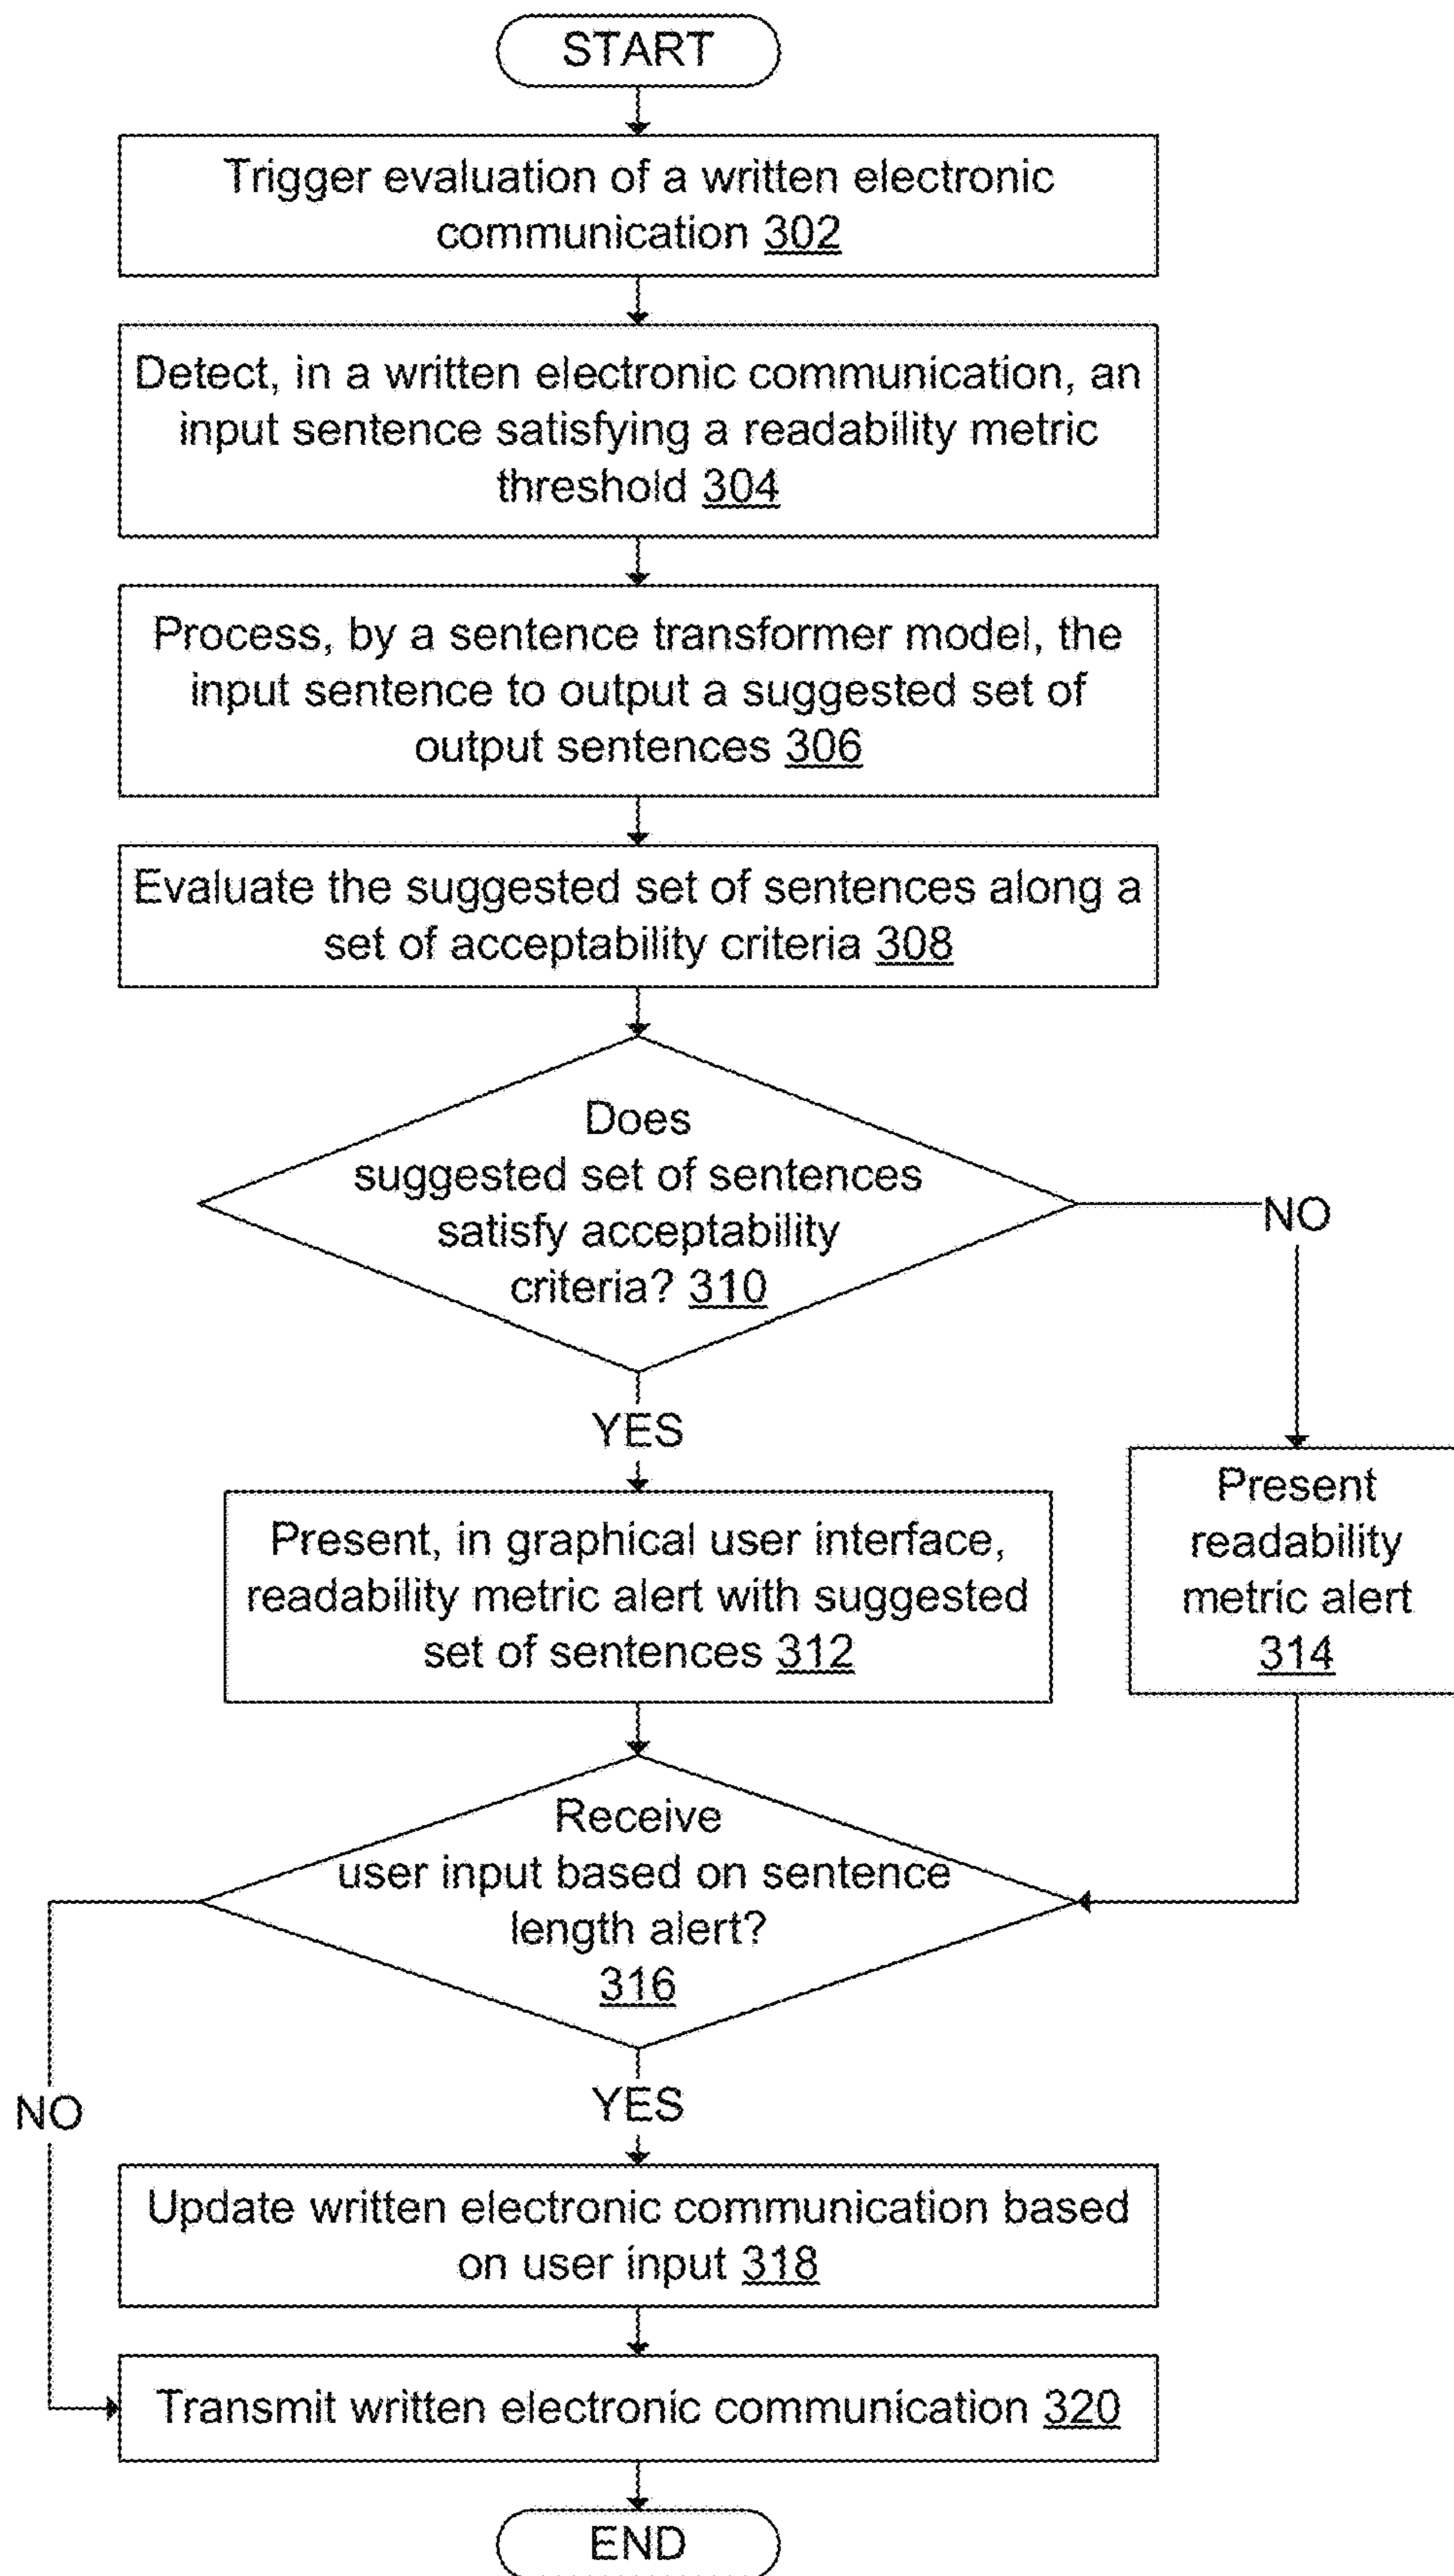 START
Trigger evaluation of a written electronic
communication 302
Detect, in a written electronic communication, an
input sentence satisfying a readability metric
threshold 304
Process, by a sentence transformer model, the
input sentence to output a suggested set of
output sentences 306
Evaluate the suggested set of sentences along a
set of acceptability criteria 308
Does
suggested set of sentences
satisfy acceptability
criteria? 310
NO
YES
Present, in graphical user interface,
readability metric alert with suggested
set of sentences 312
Present
readability
metric alert
314
Receive
user input based on sentence
length alert?
316
NO
YES
Update written electronic communication based
on user input 318
Transmit written electronic communication 320
END